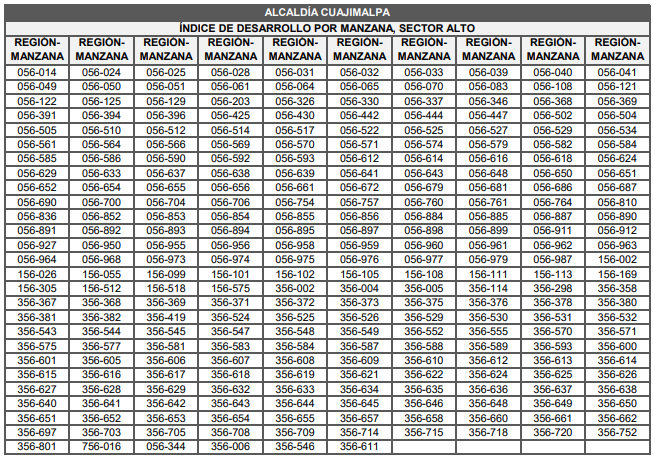 ALCALDÍA CUAJIMALPA
ÍNDICE DE DESARROLLO POR MANZANA, SECTOR ALTO
REGIÓN-MANZANA REGIÓN-MANZANA REGIÓN-MANZANA REGIÓN-MANZANA REGIÓN-MANZANA REGIÓN-MANZANA REGIÓN-MANZANA REGIÓN-MANZANA REGIÓN-MANZANA REGIÓN-MANZANA
056-014 056-024 056-025 056-028 056-031 056-032 056-033 056-039 056-040 056-041
056-049 056-050 056-051 056-061 056-064 056-065 056-070 056-083 056-108 056-121
056-122 056-125 056-129 056-203 056-326 056-330 056-337 056-346 056-368 056-369
056-391 056-394 056-396 056-425 056-430 056-442 056-444 056-447 056-502 056-504
056-505 056-510 056-512 056-514 056-517 056-522 056-525 056-527 056-529 056-534
056-561 056-564 056-566 056-569 056-570 056-571 056-574 056-579 056-582 056-584
056-585 056-586 056-590 056-592 056-593 056-612 056-614 056-616 056-618 056-624
056-629 056-633 056-637 056-638 056-639 056-641 056-643 056-648 056-650 056-651
056-652 056-654 056-655 056-656 056-661 056-672 056-679 056-681 056-686 056-687
056-690 056-700 056-704 056-706 056-754 056-757 056-760 056-761 056-764 056-810
056-836 056-852 056-853 056-854 056-855 056-856 056-884 056-885 056-887 056-890
056-891 056-892 056-893 056-894 056-895 056-897 056-898 056-899 056-911 056-912
056-927 056-950 056-955 056-956 056-958 056-959 056-960 056-961 056-962 056-963
056-964 056-968 056-973 056-974 056-975 056-976 056-977 056-979 056-987 156-002
156-026 156-055 156-099 156-101 156-102 156-105 156-108 156-111 156-113 156-169
156-305 156-512 156-518 156-575 356-002 356-004 356-005 356-114 356-298 356-358
356-367 356-368 356-369 356-371 356-372 356-373 356-375 356-376 356-378 356-380
356-381 356-382 356-419 356-524 356-525 356-526 356-529 356-530 356-531 356-532
356-543 356-544 356-545 356-547 356-548 356-549 356-552 356-555 356-570 356-571
356-575 356-577 356-581 356-583 356-584 356-587 356-588 356-589 356-593 356-600
356-601 356-605 356-606 356-607 356-608 356-609 356-610 356-612 356-613 356-614
356-615 356-616 356-617 356-618 356-619 356-621 356-622 356-624 356-625 356-626
356-627 356-628 356-629 356-632 356-633 356-634 356-635 356-636 356-637 356-638
356-640 356-641 356-642 356-643 356-644 356-645 356-646 356-648 356-649 356-650
356-651 356-652 356-653 356-654 356-655 356-657 356-658 356-660 356-661 356-662
356-697 356-703 356-705 356-708 356-709 356-714 356-715 356-718 356-720 356-752
356-801 756-016 056-344 356-006 356-546 356-611